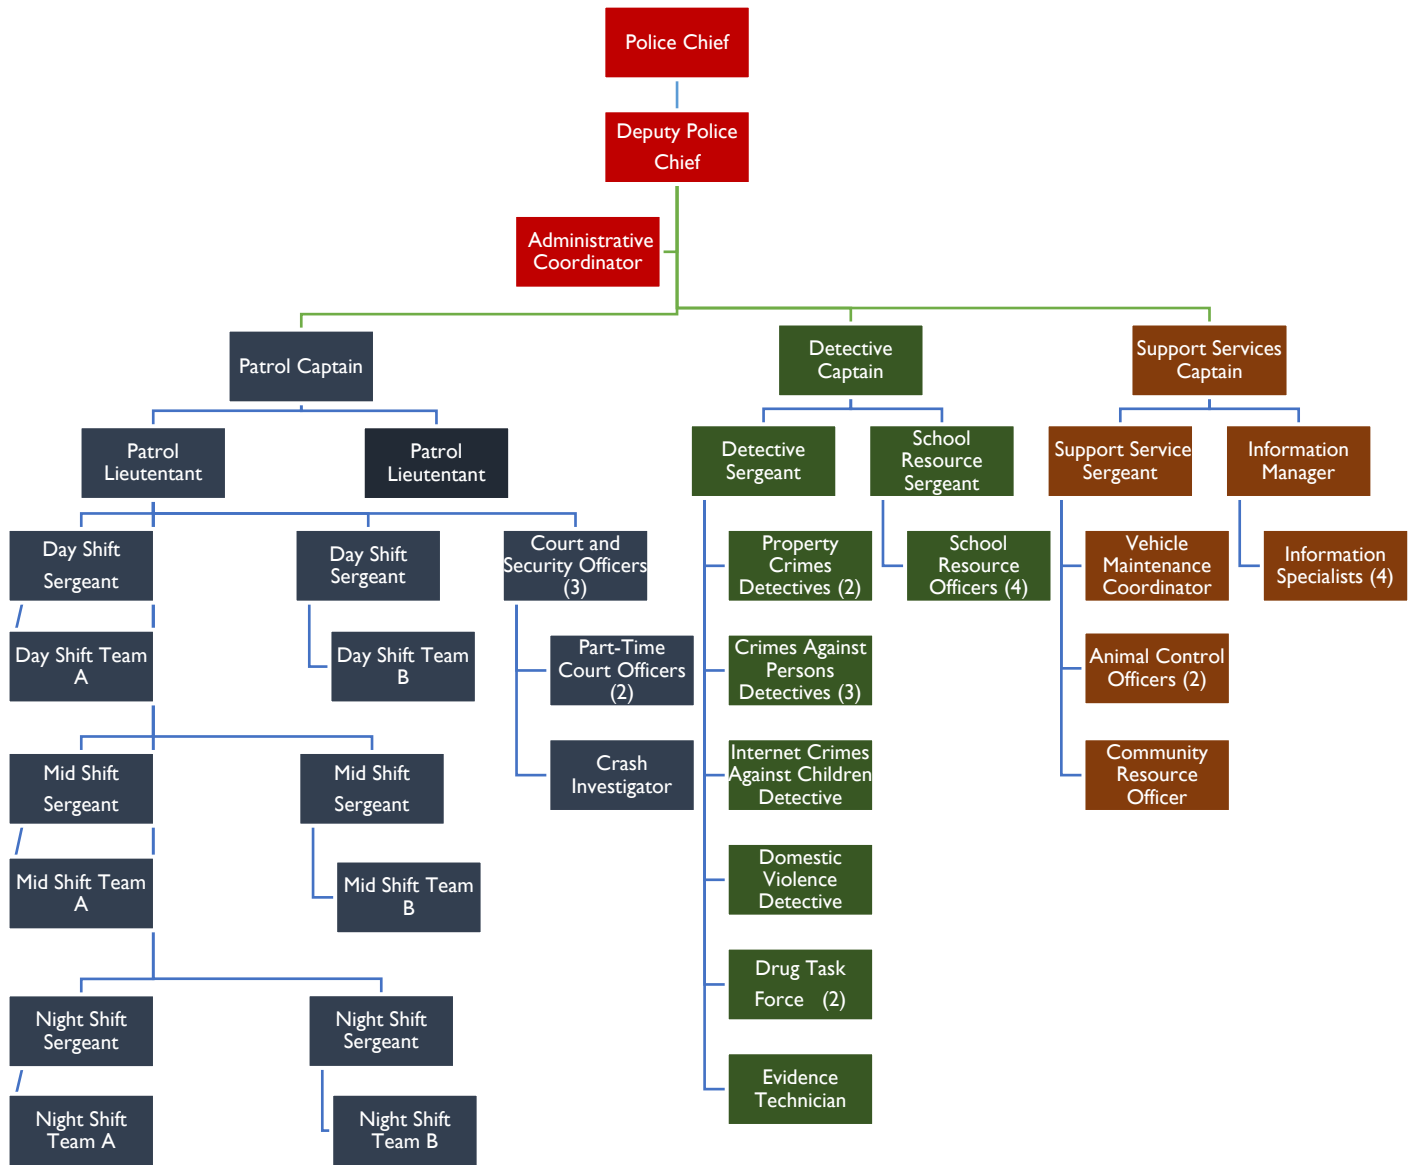 Police Chief
Deputy Police
Chief
Administrative
Coordinator
Patrol Captain
Detective
Captain
Support Services
Captain
Patrol
Lieutentant
Patrol
Lieutentant
Detective
Sergeant
School
Resource
Sergeant
Support Service
Sergeant
Information
Manager
Day Shift
Sergeant
Day Shift
Sergeant
Court and
Security Officers
(3)
Property
Crimes
Detectives (2)
School
Resource
Officers (4)
Vehicle
Maintenance
Coordinator
Information
Specialists (4)
Day Shift Team
A
Day Shift Team
B
Part-Time
Court Officers
(2)
Crimes Against
Persons
Detectives (3)
Animal Control
Officers (2)
Mid Shift
Sergeant
Mid Shift
Sergeant
Crash
Investigator
Internet Crimes
Against Children
Detective
Community
Resource
Officer
Mid Shift Team
A
Mid Shift Team
B
Domestic
Violence
Detective
Drug Task
Force (2)
Night Shift
Sergeant
Night Shift
Sergeant
Evidence
Technician
Night Shift
Team A
Night Shift
Team B